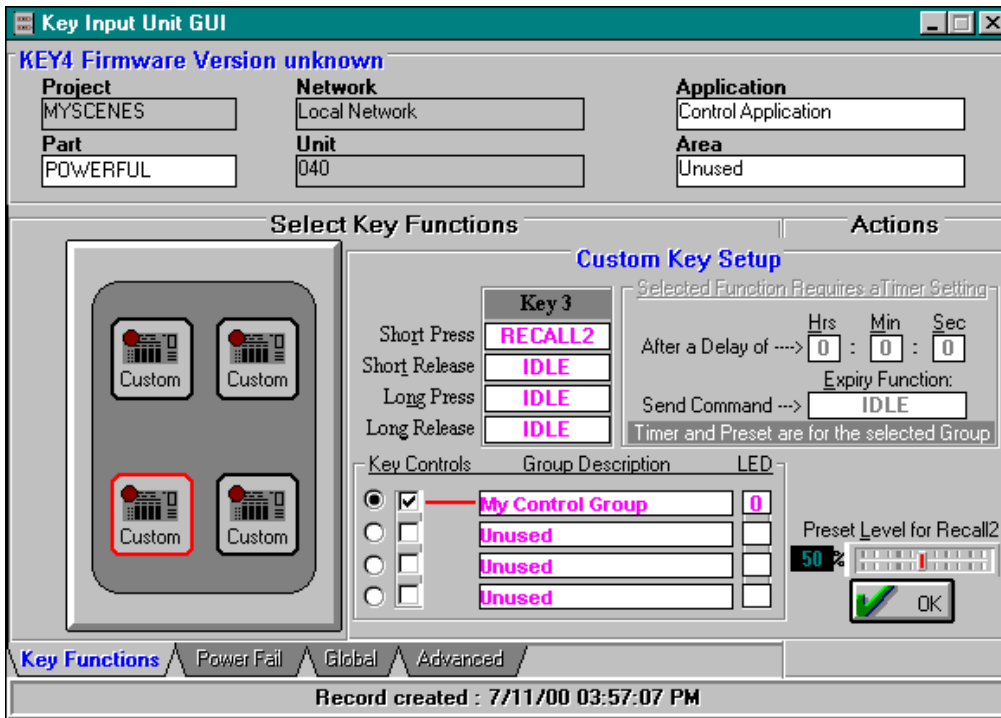 Key Input Unit GUI
KEY4 Firmware Version unknown
Project Network Application
MYSCENES Local Network Control Application
Part Unit Area
POWERFUL 040 Unused
Select Key Functions Actions
Custom Key Setup
Key 3 Selected Function Requires aTimer Setting
Short Press RECALL2
Short Release IDLE
Long Press IDLE
Long Release IDLE
Hrs Min Sec
After a Delay of ----> 0 : 0 : 0
Expiry Function:
Send Command ---> IDLE
Timer and Preset are for the selected Group
Custom Custom
Custom Custom
Key Controls Group Description LED
My Control Group 0
Unused
Unused
Unused
Preset Level for Recall2
50 %
OK
Key Functions Power Fail Global Advanced
Record created : 7/11/00 03:57:07 PM